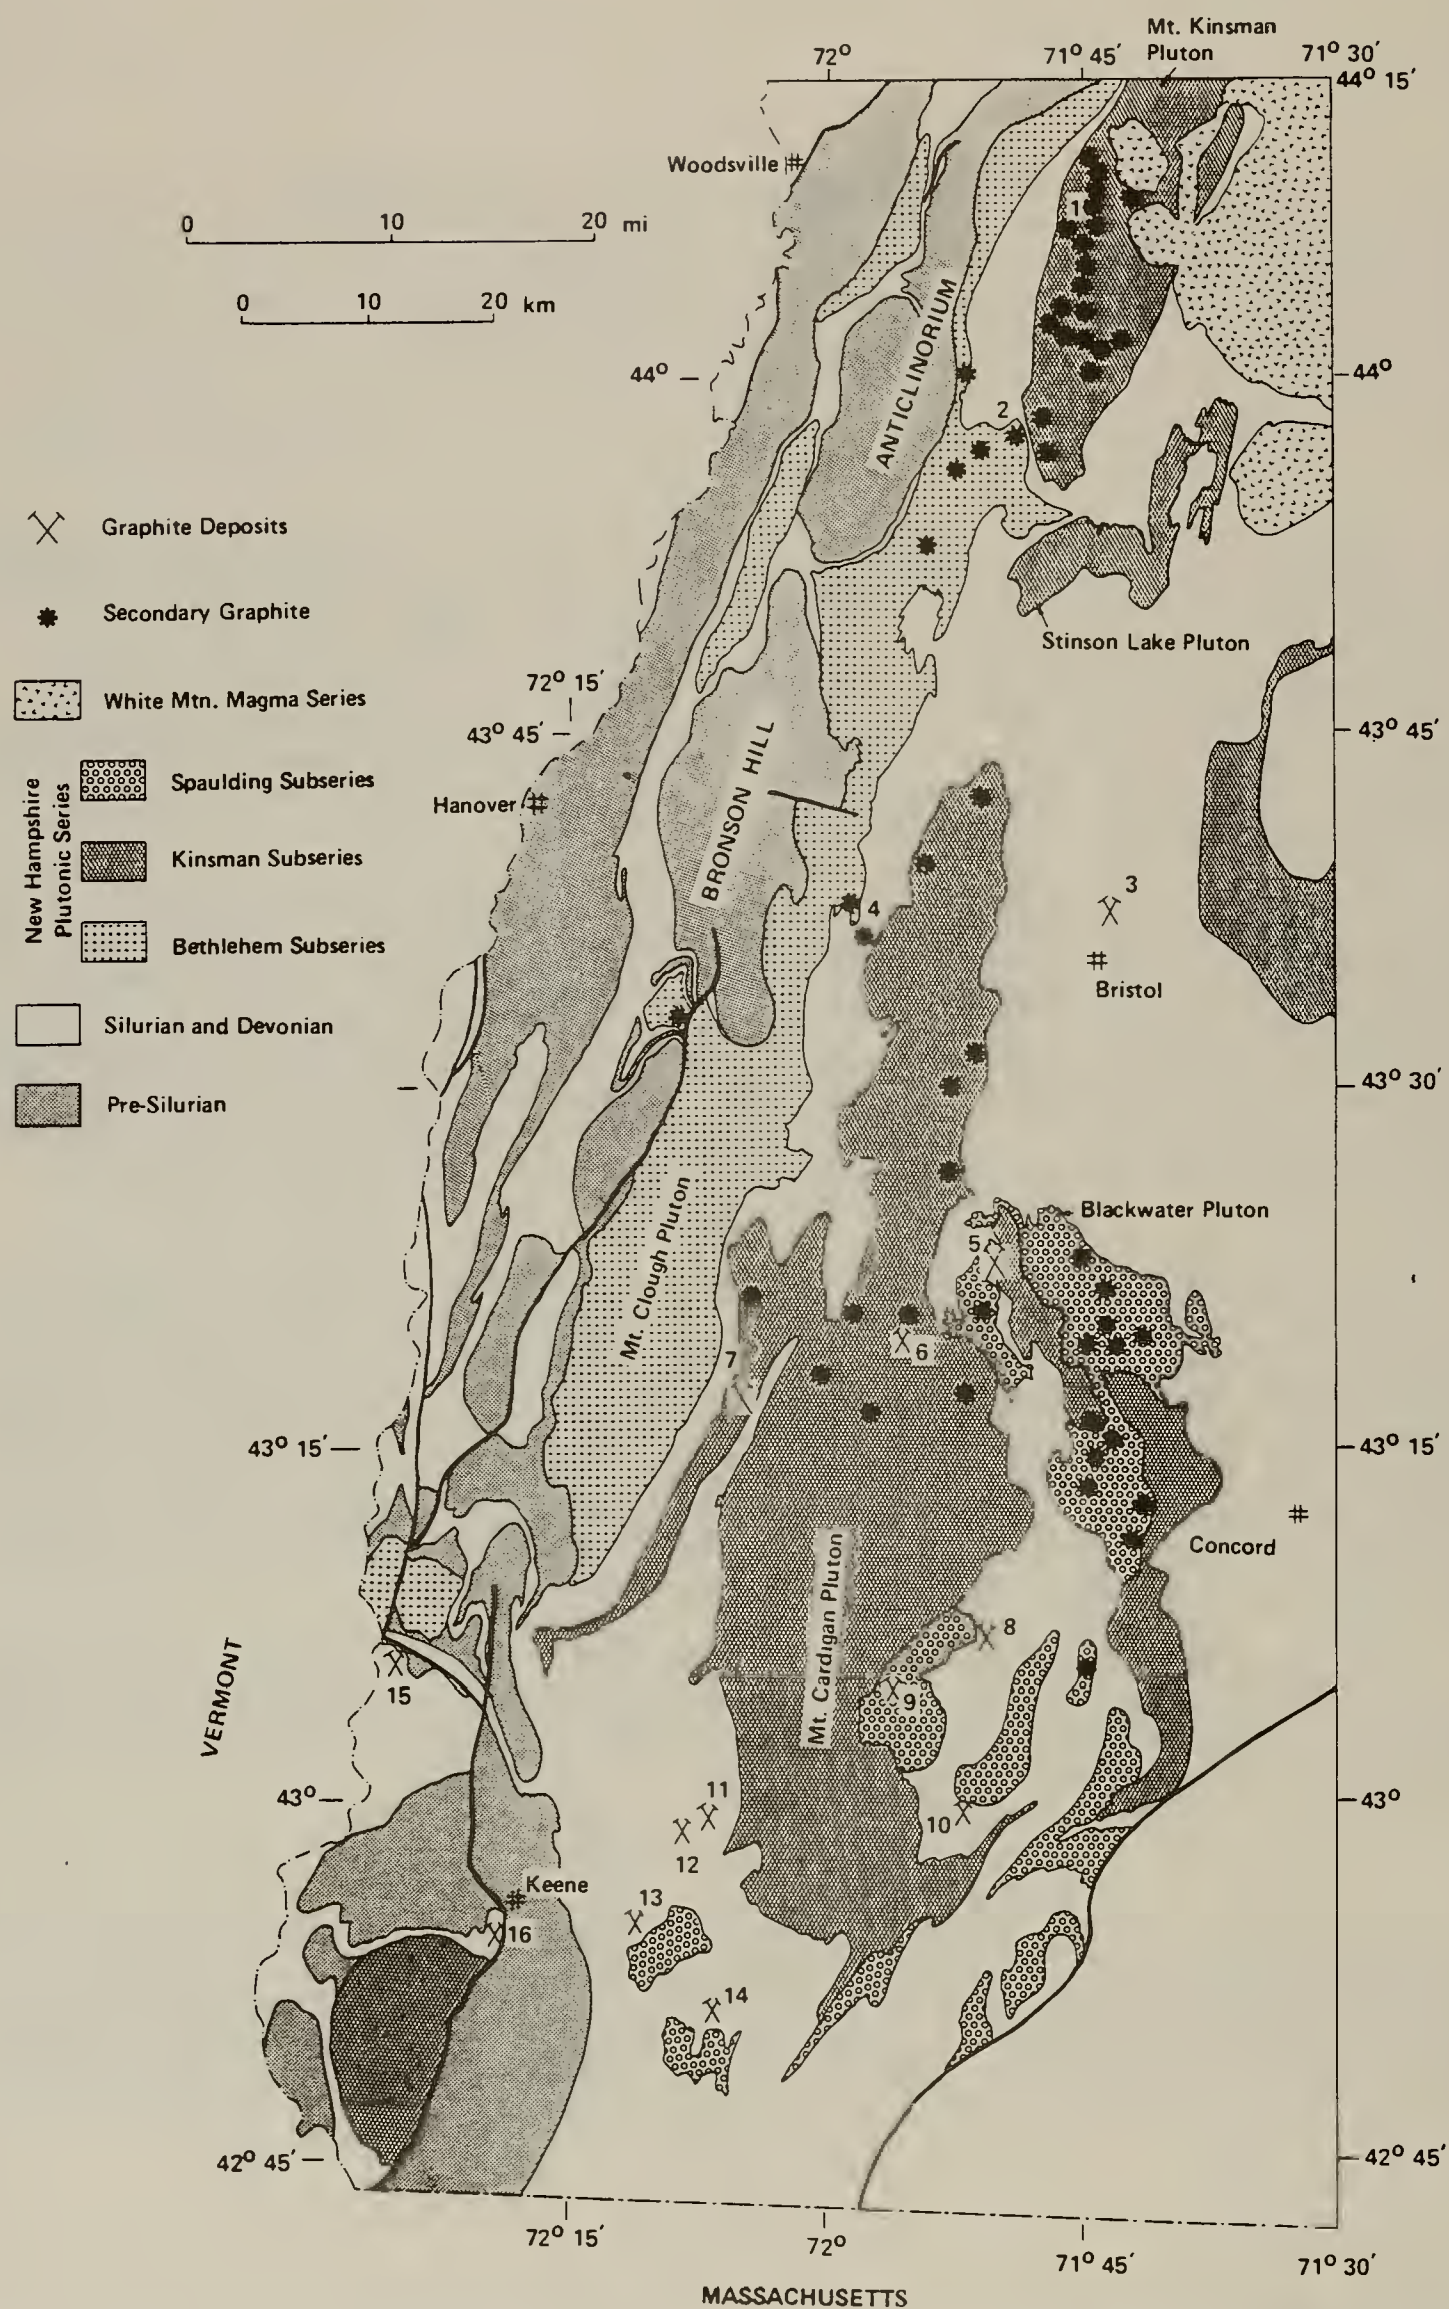 Mt. Kinsman
Pluton
72° 71° 45′ 71° 30′
44° 15′
Woodsville
1
0 10 20 mi
0 10 20 km
ANTICLINORIUM
44° 44°
2
Graphite Deposits
Secondary Graphite
Stinson Lake Pluton
White Mtn. Magma Series
72° 15′
43° 45′ 43° 45′
New Hampshire
Plutonic Series
Spaulding Subseries
Kinsman Subseries
Bethlehem Subseries
Hanover
BRONSON HILL
3
4
Bristol
Silurian and Devonian
Pre-Silurian
43° 30′
Mt. Clough Pluton
Blackwater Pluton
5
6
7
43° 15′ 43° 15′
Concord
Mt. Cardigan Pluton
8
VERMONT
15
9
43° 43°
11
10
12
Keene
13
16
14
42° 45′ 42° 45′
72° 15′ 72° 71° 45′ 71° 30′
MASSACHUSETTS